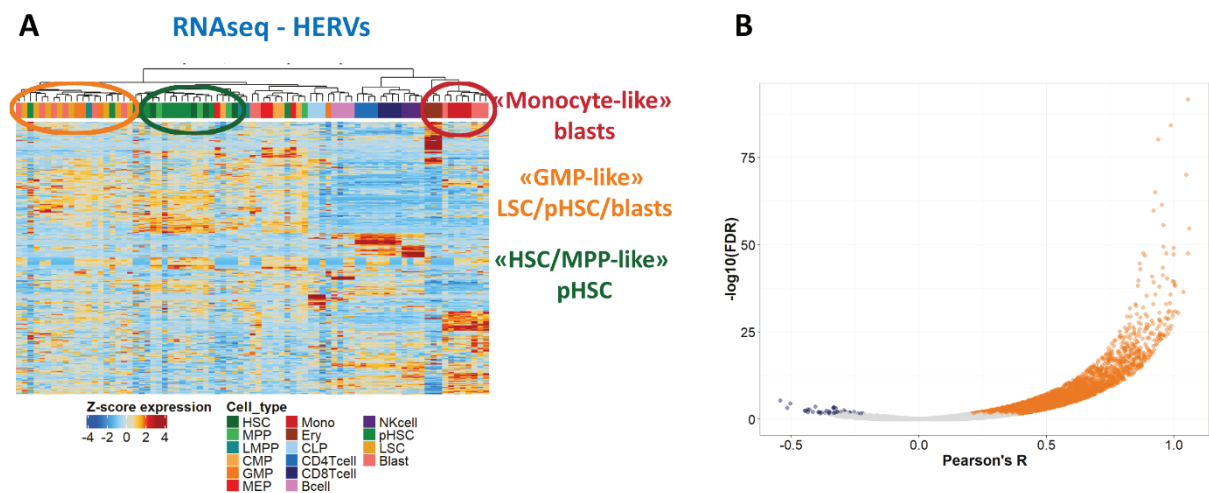 A
RNAseq - HERVs
B
«Monocyte-like»
blasts
«GMP-like»
LSC/pHSC/blasts
«HSC/MPP-like»
pHSC
Z-score expression
-4 -2 0 2 4
Cell_type
HSC
MPP
LMPP
CMP
GMP
MEP
Mono
Ery
CLP
CD4Tcell
CD8Tcell
Bcell
NKcell
pHSC
LSC
Blast
-log10(FDR)
75
50
25
0
-0.5 0.0 0.5 1.0
Pearson's R